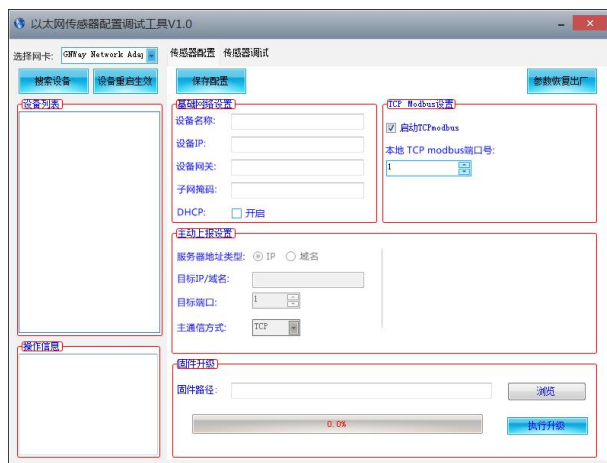 以太网传感器配置调试工具V1.0
选择网卡: GNWay Network Adap
传感器配置 传感器调试
搜索设备 设备重启生效 保存配置 参数恢复出厂
设备列表
操作信息
基础网络设置
设备名称:
设备IP:
设备网关:
子网掩码:
DHCP: 开启
TCP Modbus设置
启动TCPmodbus
本地 TCP modbus端口号:
1
主动上报设置
服务器地址类型: IP 域名
目标IP/域名:
目标端口: 1
主通信方式: TCP
固件升级
固件路径: 浏览
0.0% 执行升级